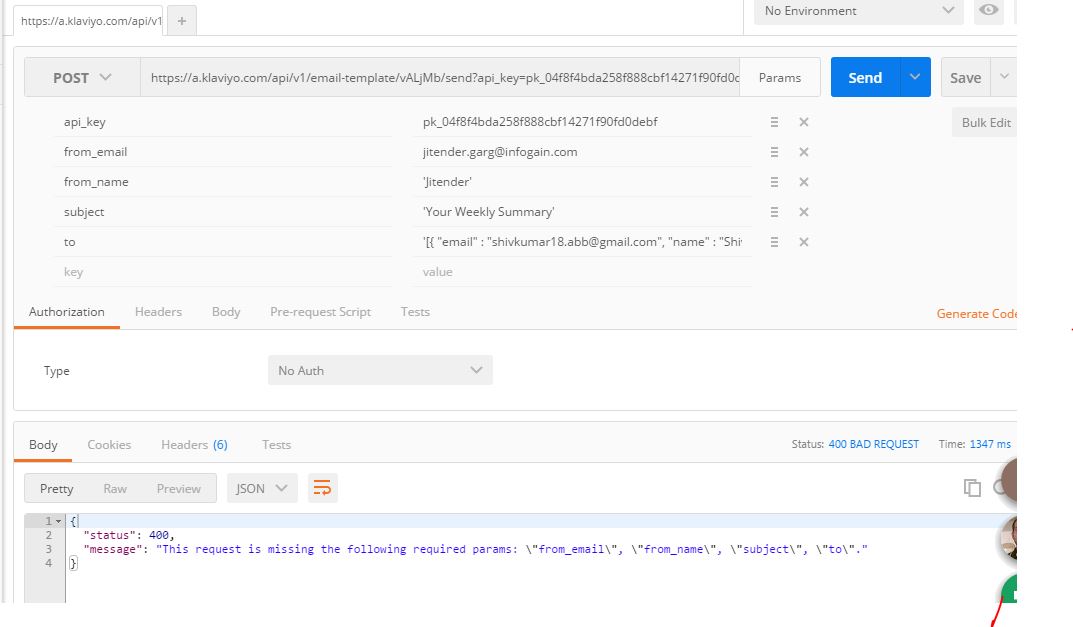 https://a.klaviyo.com/api/v1 +
No Environment
POST https://a.klaviyo.com/api/v1/email-template/vALjMb/send?api_key=pk_04f8f4bda258f888cbf14271f90fd0c Params Send Save
api_key pk_04f8f4bda258f888cbf14271f90fd0debf Bulk Edit
from_email jitender.garg@infogain.com
from_name 'Jitender'
subject 'Your Weekly Summary'
to '[{ "email" : "shivkumar18.abb@gmail.com", "name" : "Shi
key value
Authorization Headers Body Pre-request Script Tests Generate Code
Type No Auth
Body Cookies Headers (6) Tests Status: 400 BAD REQUEST Time: 1347 ms
Pretty Raw Preview JSON
1 {
2 "status": 400,
3 "message": "This request is missing the following required params: \"from_email\", \"from_name\", \"subject\", \"to\"."
4 }